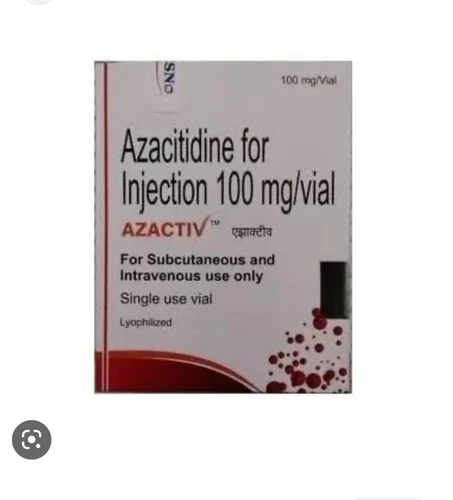 100 mg/Vial
Azacitidine for
Injection 100 mg/vial
AZACTIV™ एझाक्टीव
For Subcutaneous and
Intravenous use only
Single use vial
Lyophilized